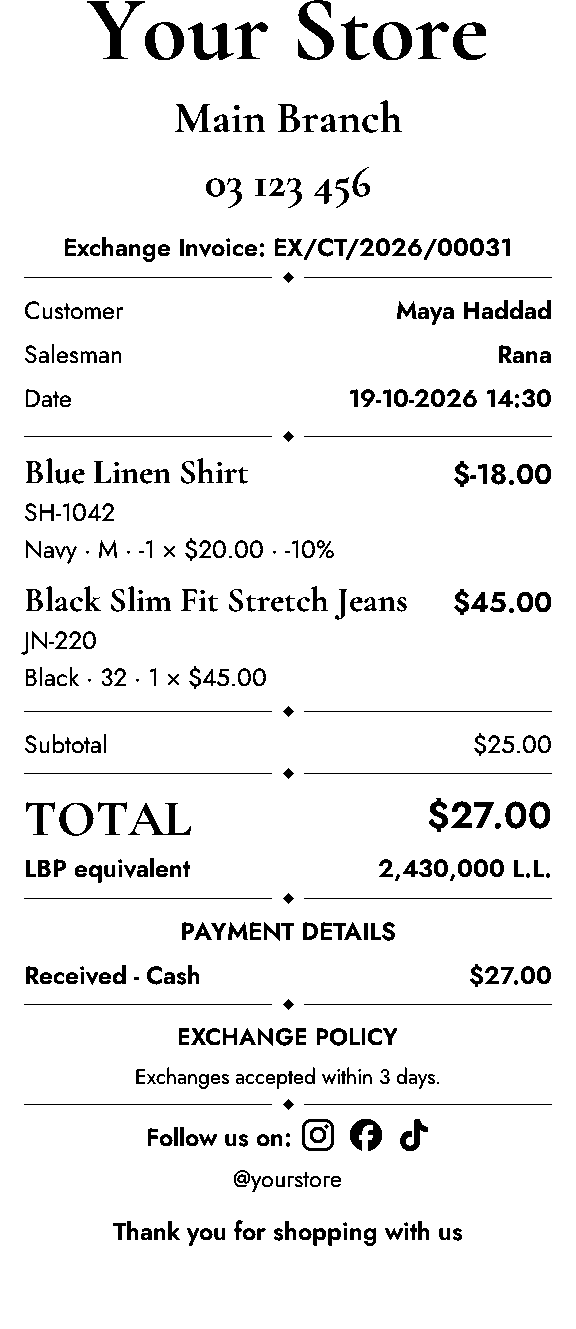 Your Store
Main Branch
03 123 456
Exchange Invoice: EX/CT/2026/00031
Customer Maya Haddad
Salesman Rana
Date 19-10-2026 14:30
Blue Linen Shirt $-18.00
SH-1042
Navy · M · -1 × $20.00 · -10%
Black Slim Fit Stretch Jeans $45.00
JN-220
Black · 32 · 1 × $45.00
Subtotal $25.00
TOTAL $27.00
LBP equivalent 2,430,000 L.L.
PAYMENT DETAILS
Received - Cash $27.00
EXCHANGE POLICY
Exchanges accepted within 3 days.
Follow us on:
@yourstore
Thank you for shopping with us